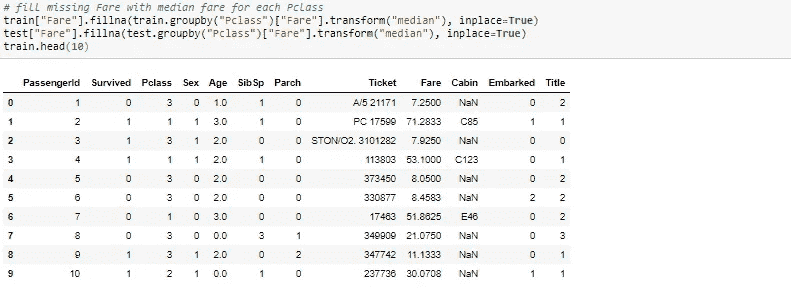 # fill missing Fare with median fare for each Pclass
train["Fare"].fillna(train.groupby("Pclass")["Fare"].transform("median"), inplace=True)
test["Fare"].fillna(test.groupby("Pclass")["Fare"].transform("median"), inplace=True)
train.head(10)
PassengerId Survived Pclass Sex Age SibSp Parch Ticket Fare Cabin Embarked Title
0 1 0 3 0 1.0 1 0 A/5 21171 7.2500 NaN 0 2
1 2 1 1 1 3.0 1 0 PC 17599 71.2833 C85 1 1
2 3 1 3 1 2.0 0 0 STON/O2. 3101282 7.9250 NaN 0 0
3 4 1 1 1 2.0 1 0 113803 53.1000 C123 0 1
4 5 0 3 0 2.0 0 0 373450 8.0500 NaN 0 2
5 6 0 3 0 2.0 0 0 330877 8.4583 NaN 2 2
6 7 0 1 0 3.0 0 0 17463 51.8625 E46 0 2
7 8 0 3 0 0.0 3 1 349909 21.0750 NaN 0 3
8 9 1 3 1 2.0 0 2 347742 11.1333 NaN 0 1
9 10 1 2 1 0.0 1 0 237736 30.0708 NaN 1 1